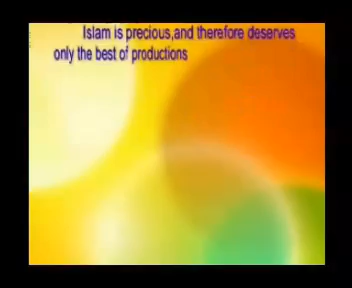 Islam is precious,and therefore deserves
only the best of productions